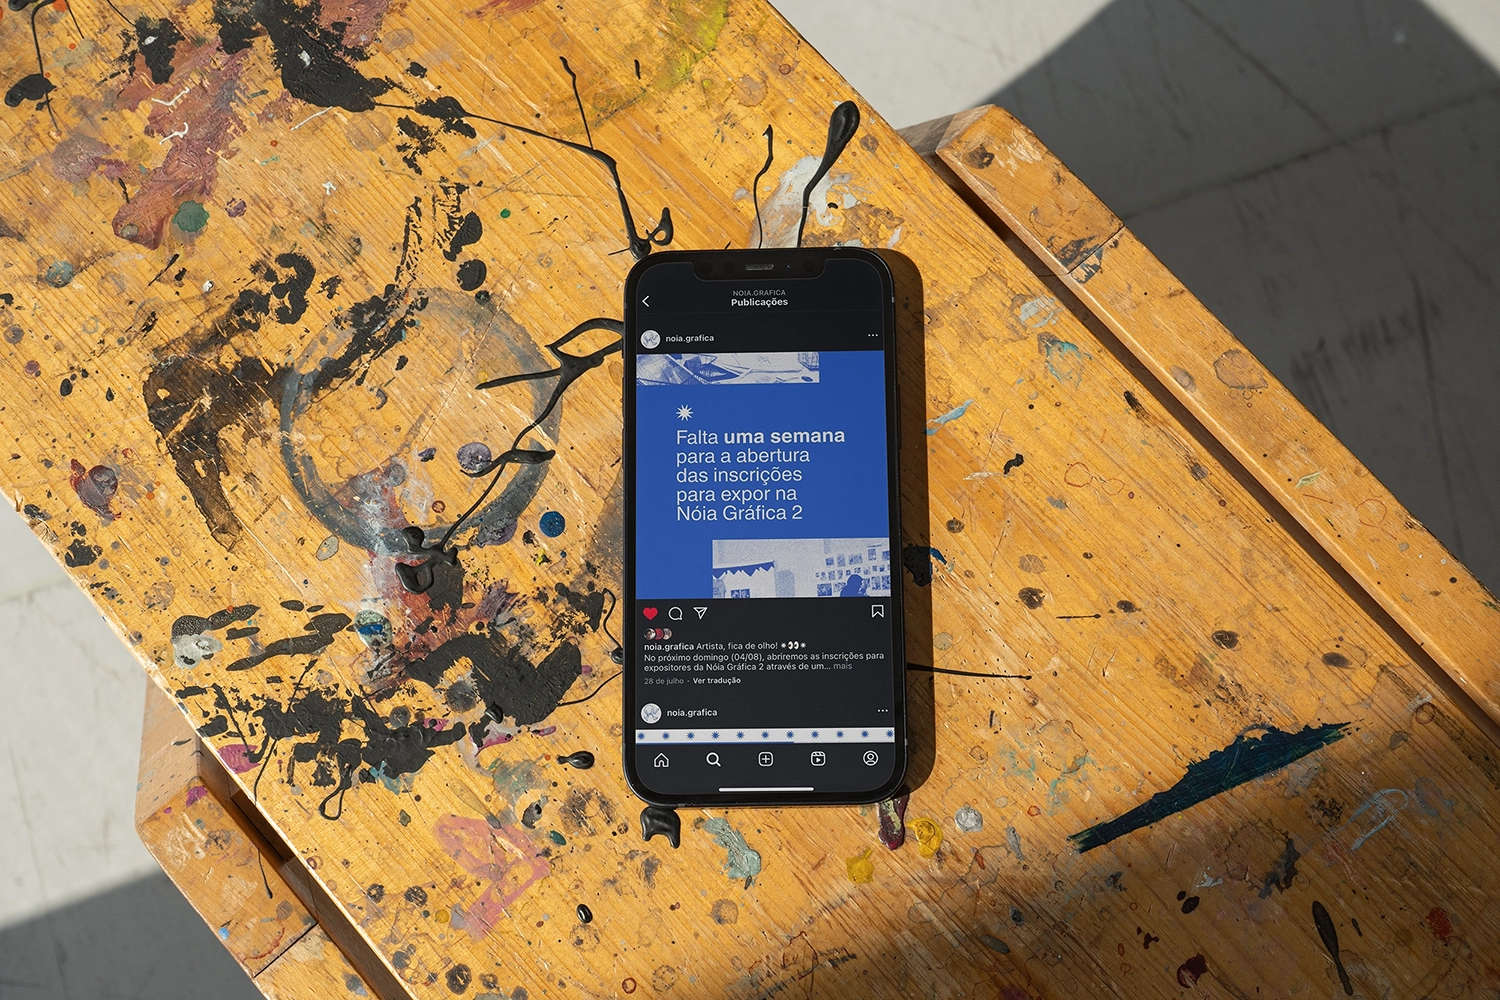 NOIA.GRAFICA
Publicações
noia.grafica
Falta uma semana
para a abertura
das inscrições
para expor na
Nóia Gráfica 2
noia.grafica Artista, fica de olho! ✷👀✷
No próximo domingo (04/08), abriremos as inscrições para
expositores da Nóia Gráfica 2 através de um... mais
28 de julho · Ver tradução
noia.grafica